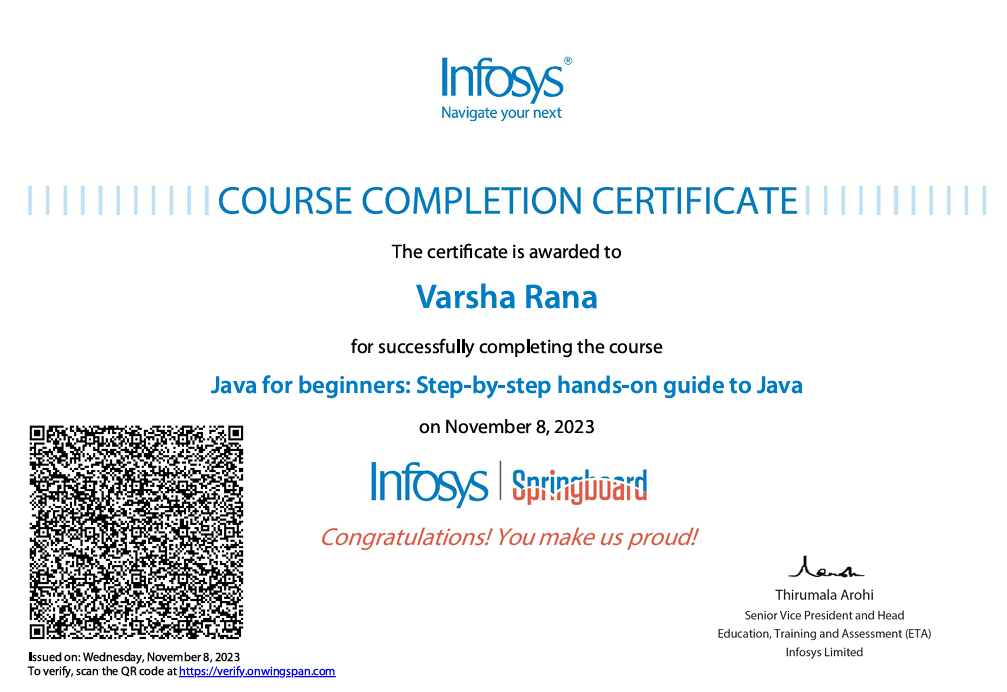 Infosys®
Navigate your next
COURSE COMPLETION CERTIFICATE
The certificate is awarded to
Varsha Rana
for successfully completing the course
Java for beginners: Step-by-step hands-on guide to Java
on November 8, 2023
Infosys | Springboard
Congratulations! You make us proud!
Thirumala Arohi
Senior Vice President and Head
Education, Training and Assessment (ETA)
Infosys Limited
Issued on: Wednesday, November 8, 2023
To verify, scan the QR code at https://verify.onwingspan.com